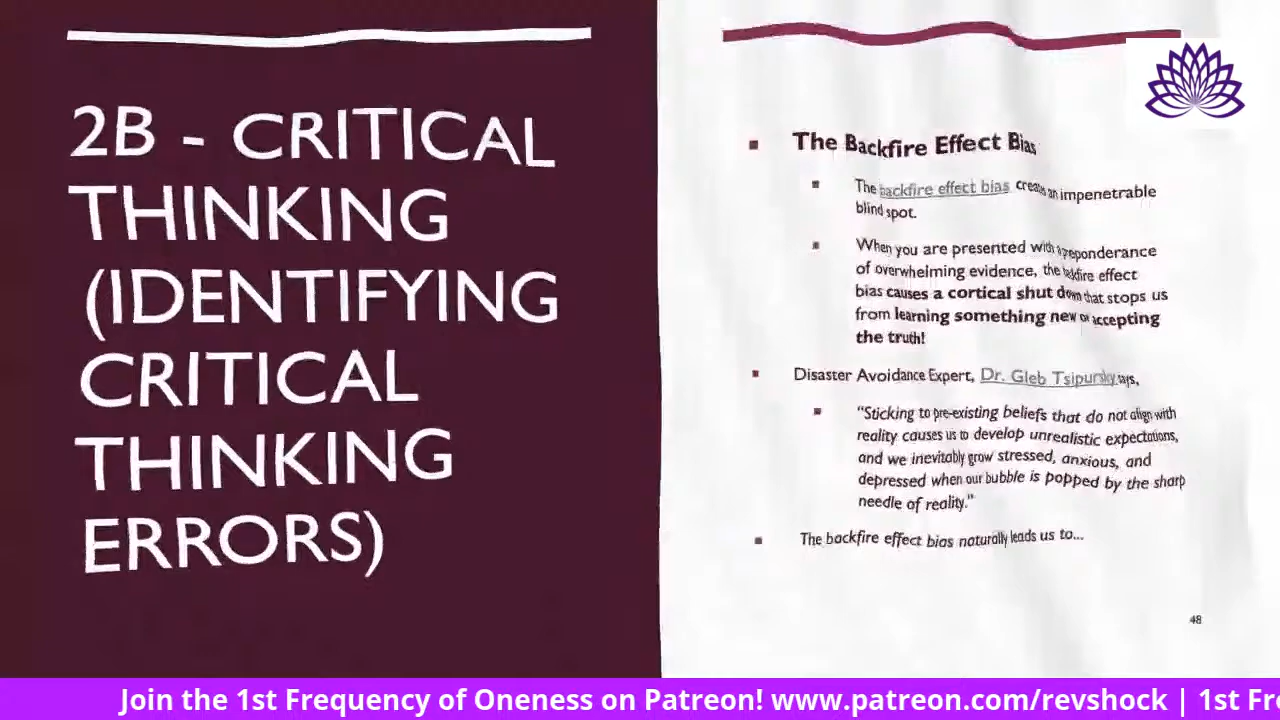 2B - CRITICAL
THINKING
(IDENTIFYING
CRITICAL
THINKING
ERRORS)
The Backfire Effect Bias
The backfire effect bias creates an impenetrable
blind spot.
When you are presented with a preponderance
of overwhelming evidence, the backfire effect
bias causes a cortical shut down that stops us
from learning something new or accepting
the truth!
Disaster Avoidance Expert, Dr. Gleb Tsipursky says,
"Sticking to pre-existing beliefs that do not align with
reality causes us to develop unrealistic expectations,
and we inevitably grow stressed, anxious, and
depressed when our bubble is popped by the sharp
needle of reality."
The backfire effect bias naturally leads us to...
48
Join the 1st Frequency of Oneness on Patreon! www.patreon.com/revshock | 1st Fre